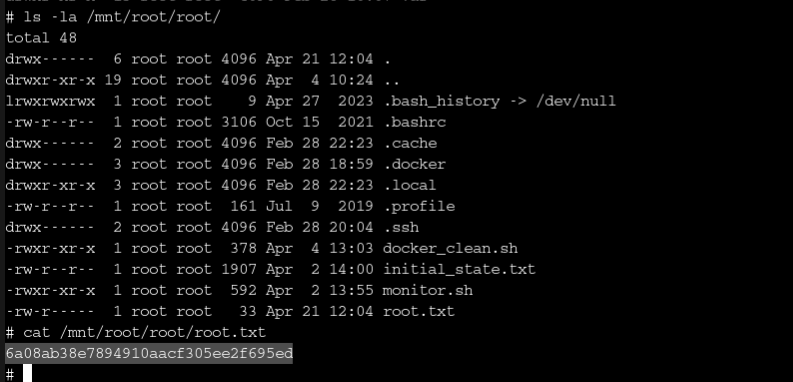 # ls -la /mnt/root/root/
total 48
drwx------  6 root root 4096 Apr 21 12:04 .
drwxr-xr-x 19 root root 4096 Apr  4 10:24 ..
lrwxrwxrwx  1 root root    9 Apr 27  2023 .bash_history -> /dev/null
-rw-r--r--  1 root root 3106 Oct 15  2021 .bashrc
drwx------  2 root root 4096 Feb 28 22:23 .cache
drwx------  3 root root 4096 Feb 28 18:59 .docker
drwxr-xr-x  3 root root 4096 Feb 28 22:23 .local
-rw-r--r--  1 root root  161 Jul  9  2019 .profile
drwx------  2 root root 4096 Feb 28 20:04 .ssh
-rwxr-xr-x  1 root root  378 Apr  4 13:03 docker_clean.sh
-rw-r--r--  1 root root 1907 Apr  2 14:00 initial_state.txt
-rwxr-xr-x  1 root root  592 Apr  2 13:55 monitor.sh
-rw-r-----  1 root root   33 Apr 21 12:04 root.txt
# cat /mnt/root/root/root.txt
6a08ab38e7894910aacf305ee2f695ed
#